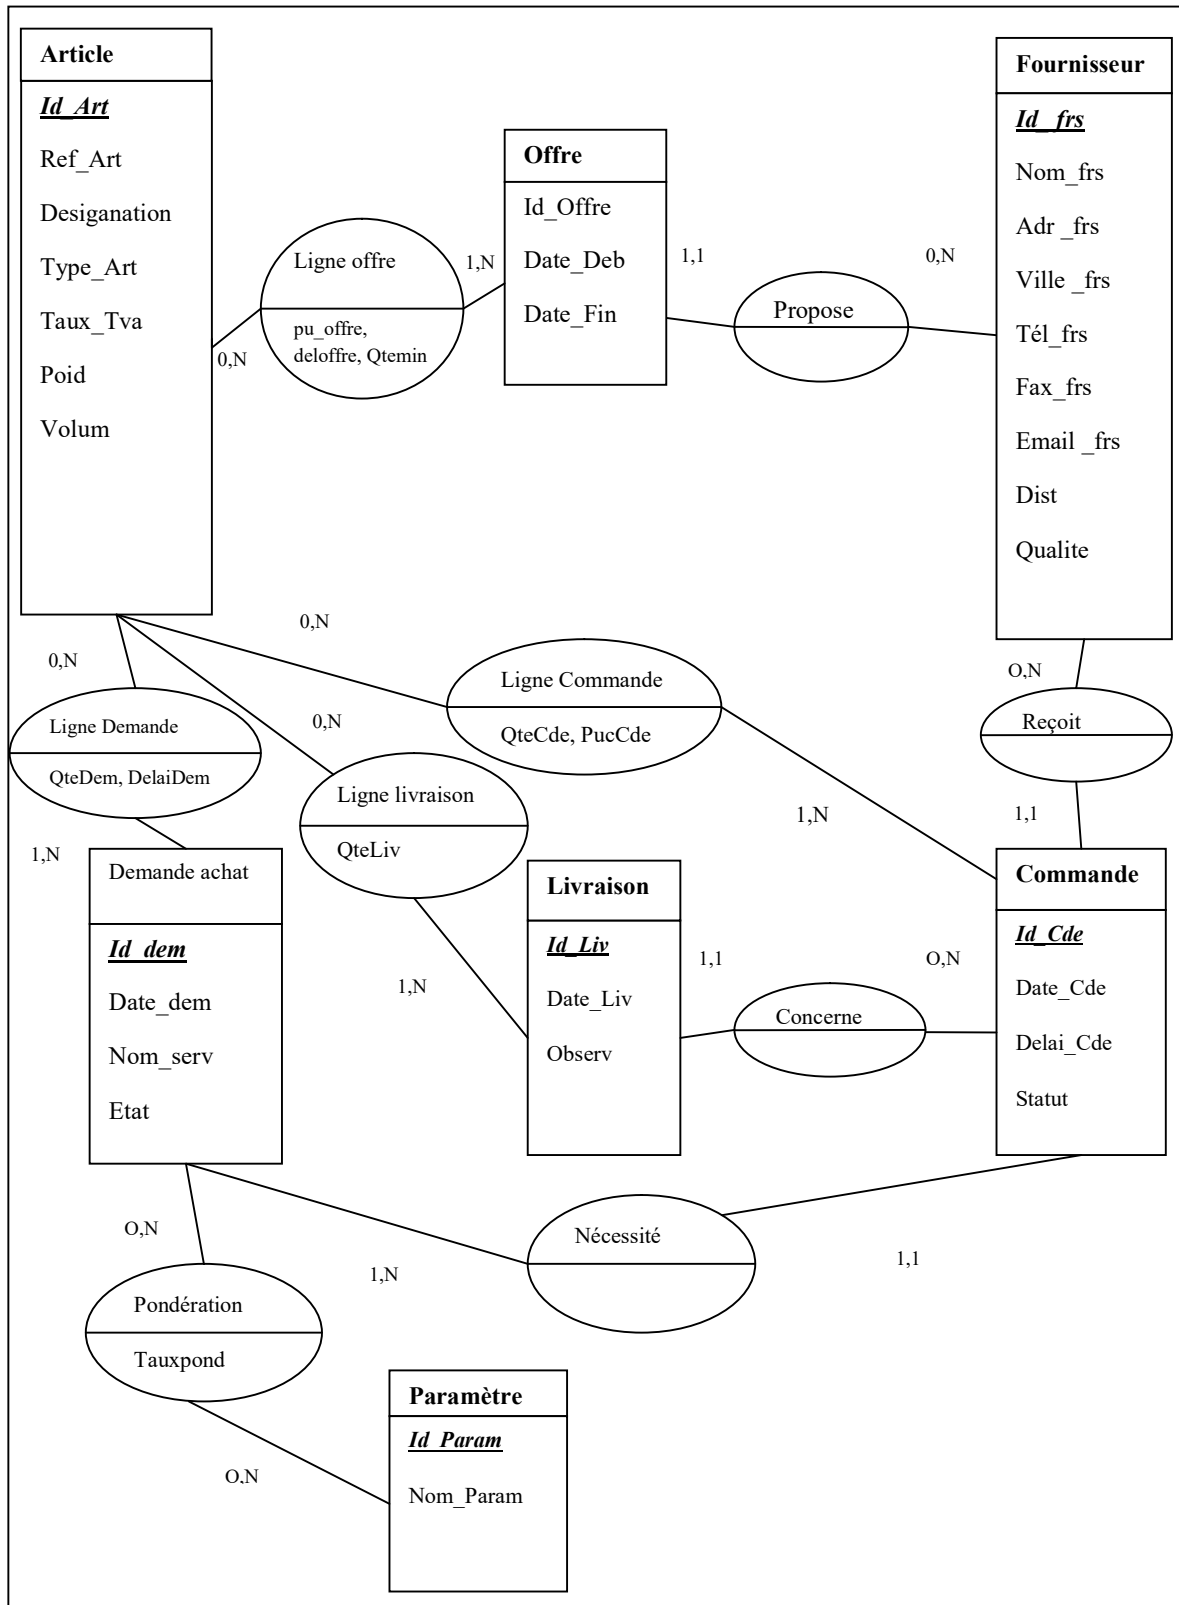 Article
Id_Art
Ref_Art
Desiganation
Type_Art
Taux_Tva
Poid
Volum
Fournisseur
Id_frs
Nom_frs
Adr _frs
Ville _frs
Tél_frs
Fax_frs
Email _frs
Dist
Qualite
Offre
Id_Offre
Date_Deb
Date_Fin
Ligne offre
pu_offre,
deloffre, Qtemin
0,N
1,N
1,1
Propose
0,N
0,N
Ligne Commande
QteCde, PucCde
1,N
0,N
Ligne Demande
QteDem, DelaiDem
1,N
0,N
Ligne livraison
QteLiv
1,N
O,N
Reçoit
1,1
Demande achat
Id_dem
Date_dem
Nom_serv
Etat
Livraison
Id_Liv
Date_Liv
Observ
1,1
Concerne
O,N
Commande
Id_Cde
Date_Cde
Delai_Cde
Statut
O,N
Pondération
Tauxpond
O,N
1,N
Nécessité
1,1
Paramètre
Id_Param
Nom_Param